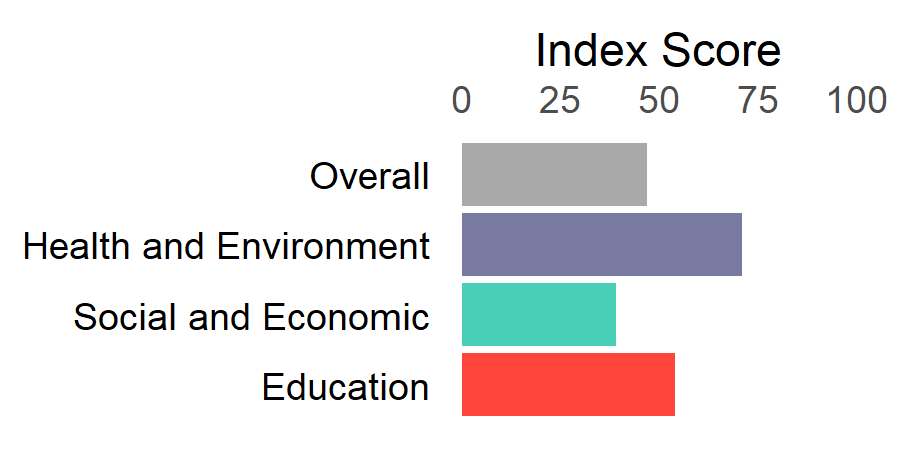 Index Score
0 25 50 75 100
Overall
Health and Environment
Social and Economic
Education